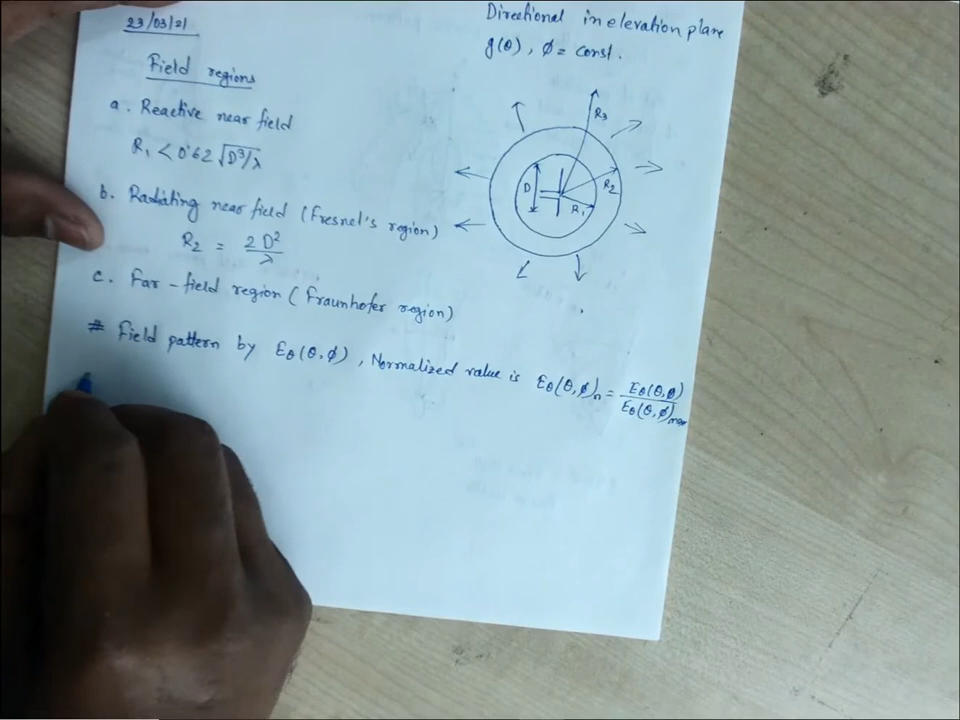 23/03/21
Directional in elevation plane
g(θ), ϕ = const.
Field regions
a. Reactive near field
R₁ < 0.62 √D³/λ
b. Radiating near field (Fresnel's region)
R₂ = 2D²/λ
c. Far-field region (Fraunhofer region)
# Field pattern by Eθ(θ,ϕ), Normalized value is Eθ(θ,ϕ)n = Eθ(θ,ϕ)/Eθ(θ,ϕ)max
R₃
R₂
D
R₁